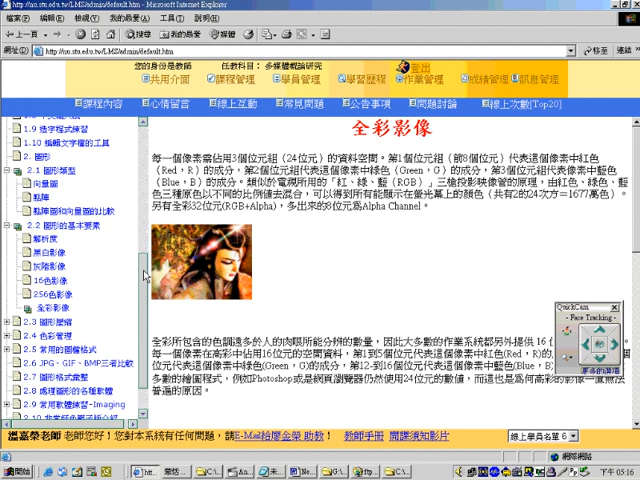 http://nu.stu.edu.tw/LMS/admin/default.htm - Microsoft Internet Explorer
檔案(F) 編輯(E) 檢視(V) 我的最愛(A) 工具(T) 說明(H)
上一頁 搜尋 我的最愛 媒體
網址(D) http://nu.stu.edu.tw/LMS/admin/default.htm 移至 連結
您的身份是教師 任教科目： 多媒體概論研究 登出
共用介面 課程管理 學員管理 學習歷程 作業管理 成績管理 訊息管理
課程內容 心情留言 線上互動 常見問題 公告事項 問題討論 線上次數[Top20]
1.9 造字程式練習
1.10 編輯文字檔的工具
2. 圖形
2.1 圖形類型
向量圖
點陣
點陣圖和向量圖的比較
2.2 圖形的基本要素
解析度
黑白影像
灰階影像
16色影像
256色影像
全彩影像
2.3 圖形壓縮
2.4 色彩管理
2.5 常用的圖檔格式
2.6 JPG、GIF、BMP三者比較
2.7 圖形格式彙整
2.8 處理圖形的各種軟體
2.9 常用軟體練習-Imaging
全彩影像
每一個像素需佔用3個位元組（24位元）的資料空間。第1個位元組（前8個位元）代表這個像素中紅色
（Red，R）的成分，第2個位元組代表這個像素中綠色（Green，G）的成分，第3個位元組代表像素中藍色
（Blue，B）的成分。類似於電視所用的「紅、綠、藍（RGB）」三槍投影映像管的原理，由紅色、綠色、藍
色三種原色以不同的比例値去混合，可以得到所有能顯示在螢光幕上的顏色（共有2的24次方＝1677萬色）。
另有全彩32位元(RGB+Alpha)，多出來的8位元為Alpha Channel。
全彩所包含的色調遠多於人的肉眼所能分辨的數量，因此大多數的作業系統都另外提供 16 位
每一個像素在高彩中佔用16位元的空間資料，第1到5個位元代表這個像素中紅色(Red，R)的
位元代表這個像素中綠色(Green，G)的成分，第12-到16個位元代表這個像素中藍色(Blue，B)
多數的繪圖程式，例如Photoshop或是網頁瀏覽器仍然使用24位元的數値，而這也是為何高彩的影像一直無法
普遍的原因。
QuickCam
- Face Tracking -
更多的選項
溫嘉榮老師 老師您好！您對本系統有任何問題，請E-Mail給廖金榮 助教！ 教師手冊 開課須知影片 線上學員名單 6
網際網路
開始 下午 05:16